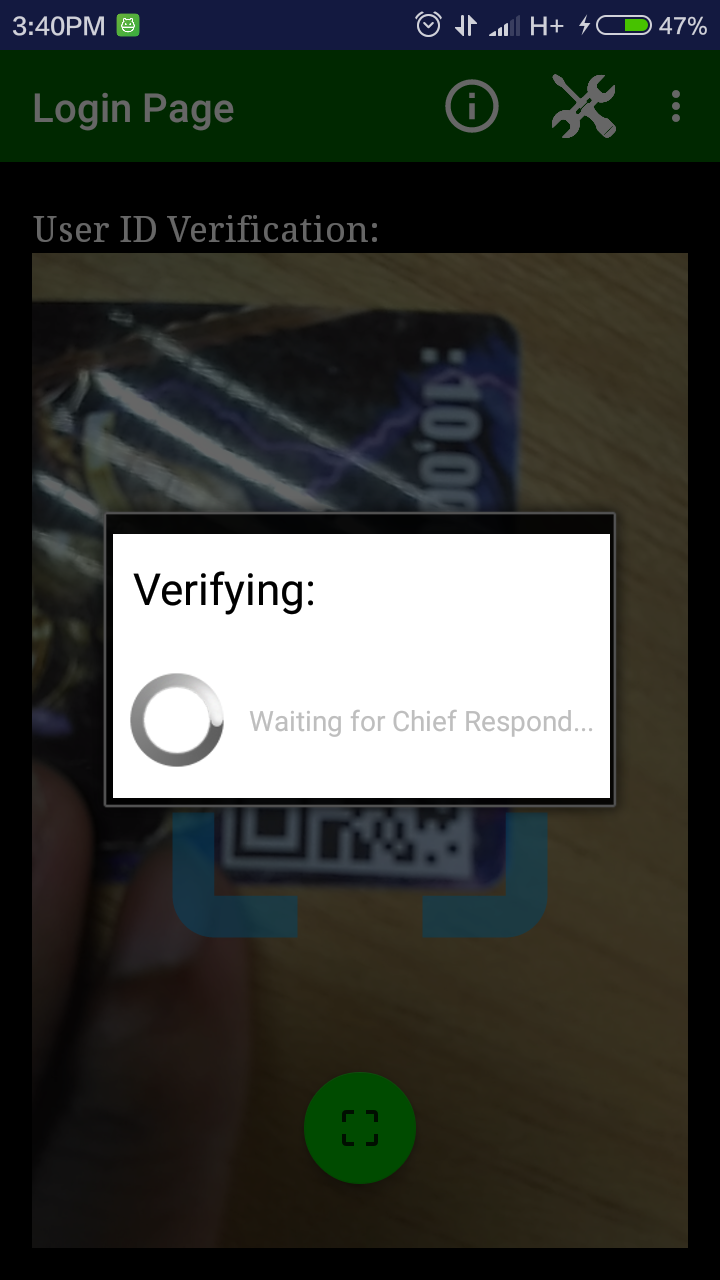 3:40PM H+ 47%
Login Page
User ID Verification:
Verifying:
Waiting for Chief Respond...